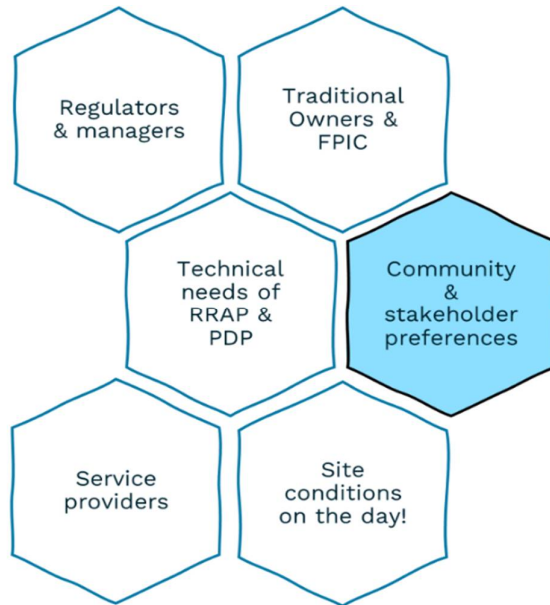 Regulators
& managers
Traditional
Owners &
FPIC
Technical
needs of
RRAP &
PDP
Community
&
stakeholder
preferences
Service
providers
Site
conditions
on the day!